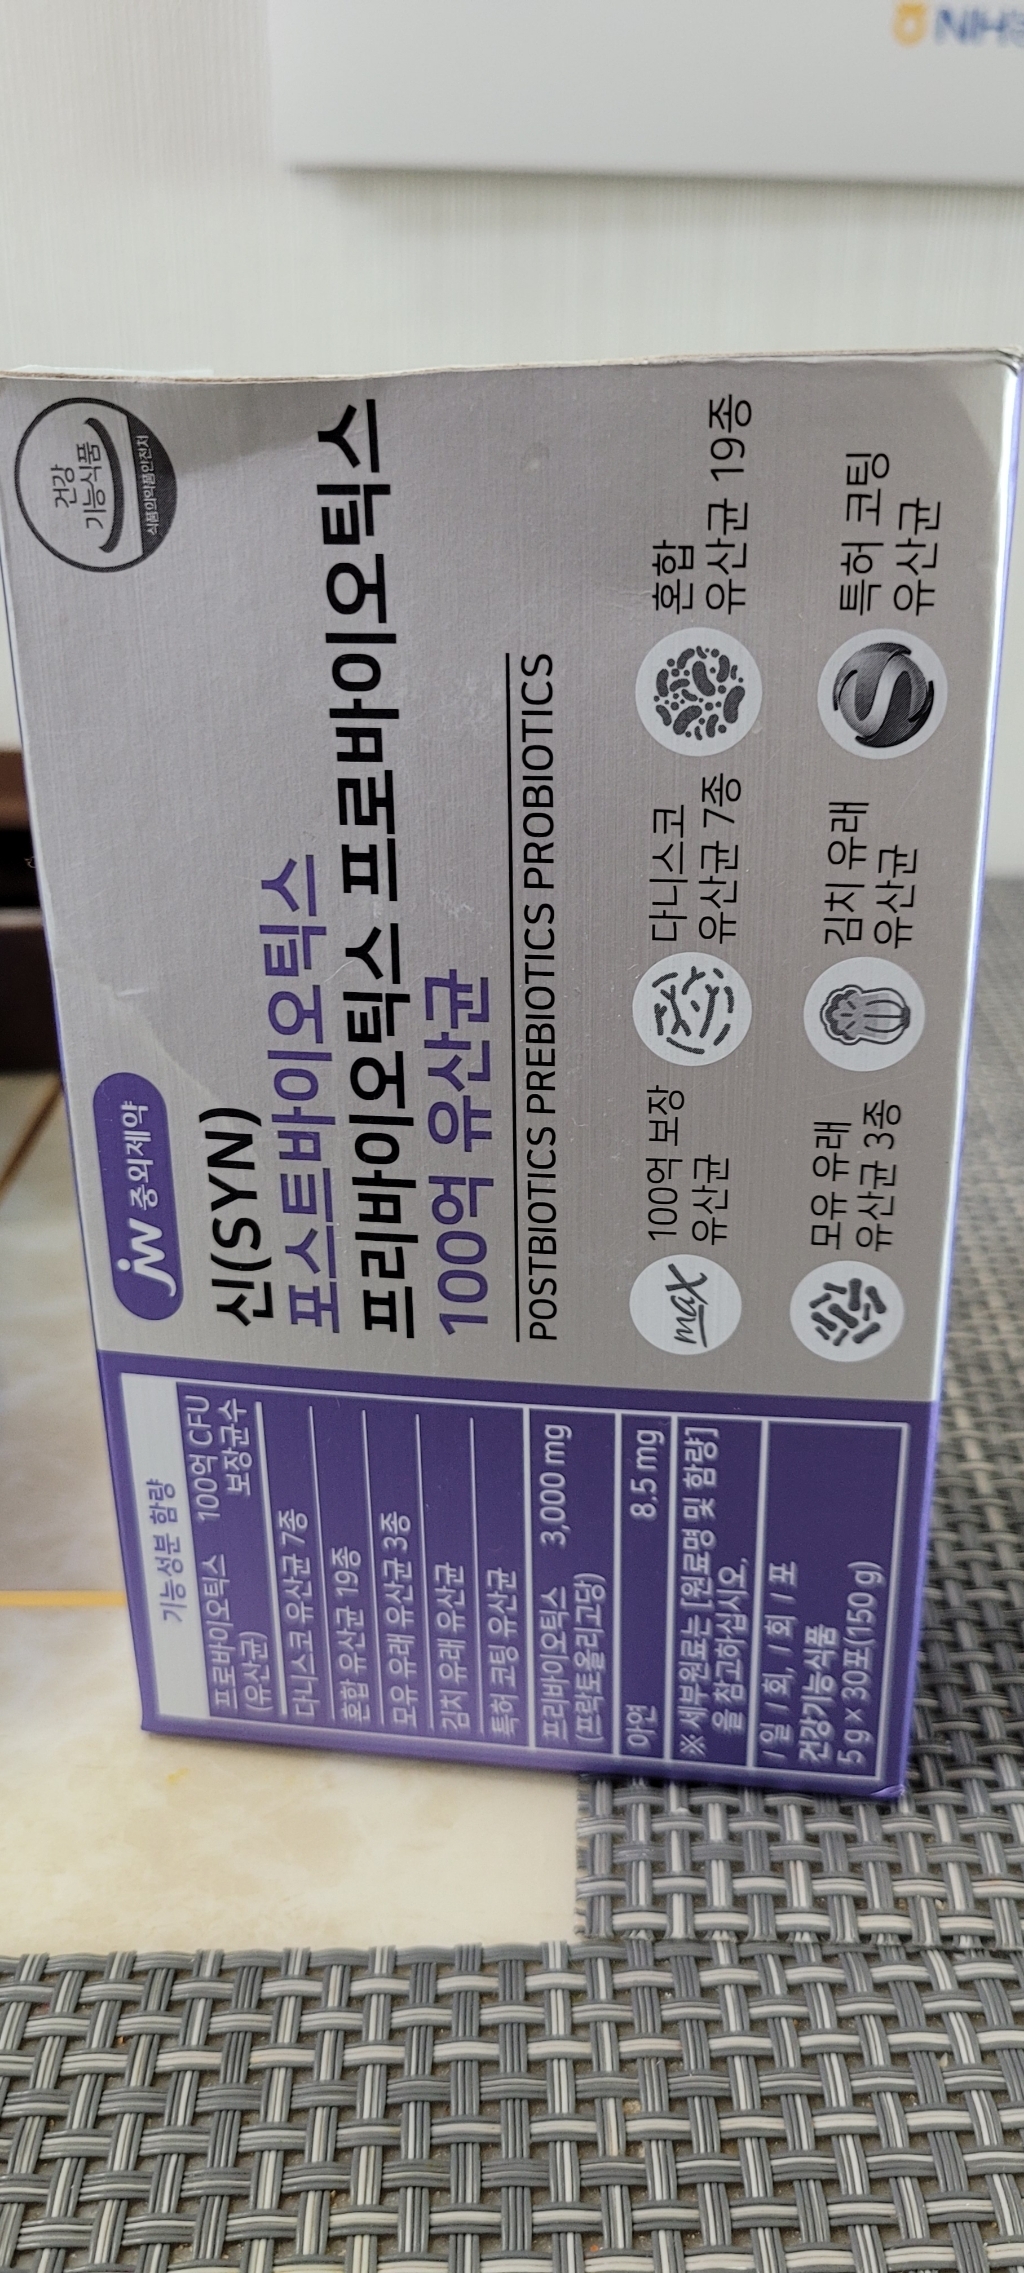 NH
건강
기능식품
식품의약품안전처
jw 중외제약
신(SYN)
포스트바이오틱스
프리바이오틱스 프로바이오틱스
100억 유산균
POSTBIOTICS PREBIOTICS PROBIOTICS
max
100억 보장
유산균
다니스코
유산균 7종
혼합
유산균 19종
모유 유래
유산균 3종
김치 유래
유산균
특허 코팅
유산균
기능성분 함량
프로바이오틱스 100억 CFU
(유산균) 보장균수
다니스코 유산균 7종
혼합 유산균 19종
모유 유래 유산균 3종
김치 유래 유산균
특허 코팅 유산균
프리바이오틱스 3,000 mg
(프락토올리고당)
아연 8.5 mg
※ 세부원료는 [원료명 및 함량]
을 참고하십시오.
1일 1회, 1회 1포
건강기능식품
5 g × 30포(150 g)